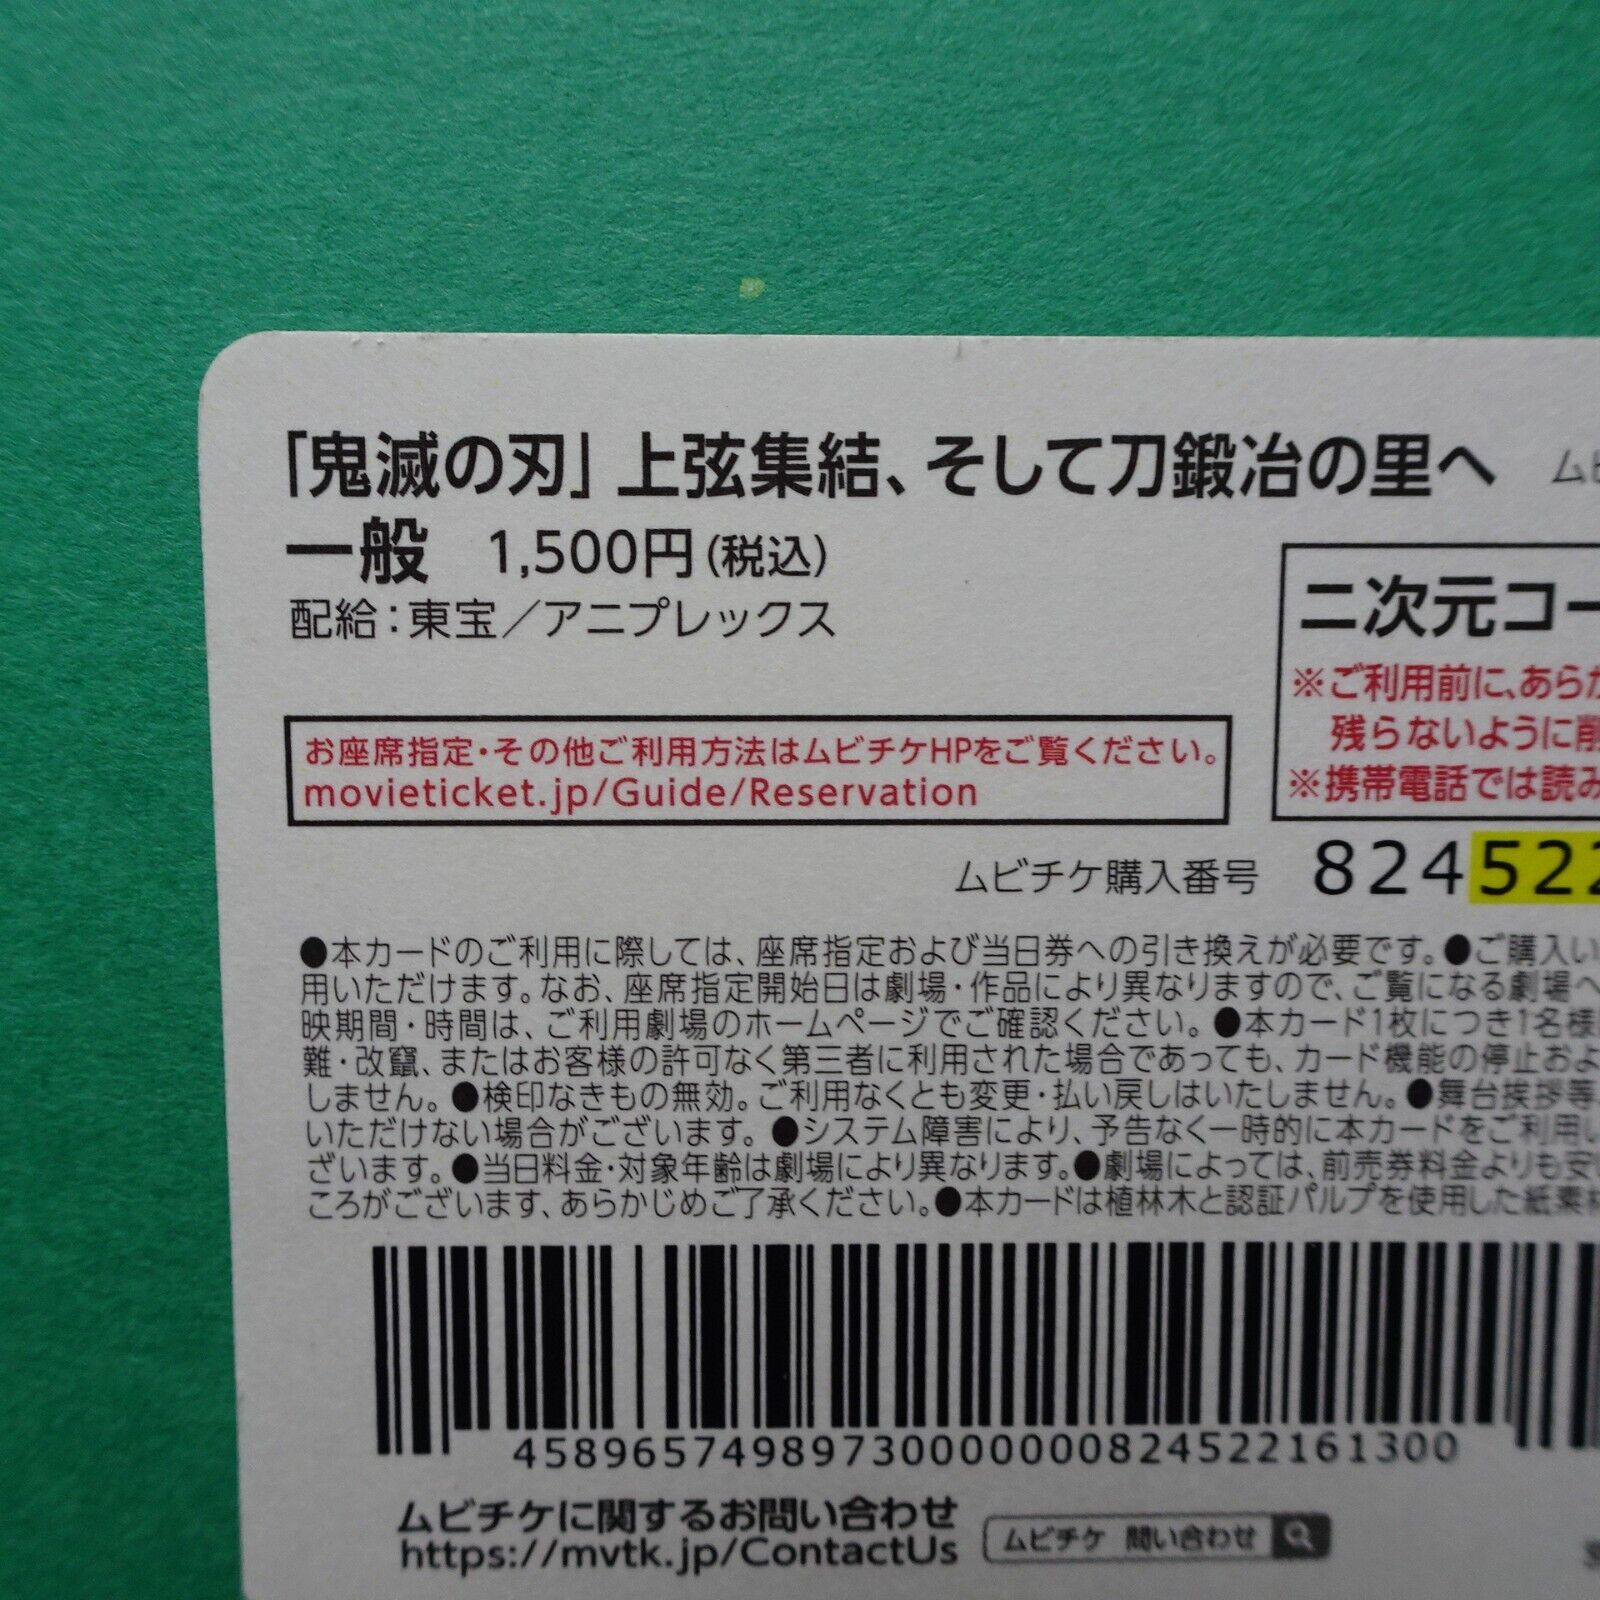 「鬼滅の刃」上弦集結、そして刀鍛冶の里へ ムビ
一般 1,500円(税込)
配給:東宝/アニプレックス
二次元コー
※ご利用前に、あらか
残らないように削
※携帯電話では読み
お座席指定・その他ご利用方法はムビチケHPをご覧ください。
movieticket.jp/Guide/Reservation
ムビチケ購入番号 824522
●本カードのご利用に際しては、座席指定および当日券への引き換えが必要です。●ご購入い
用いただけます。なお、座席指定開始日は劇場・作品により異なりますので、ご覧になる劇場へ
映期間・時間は、ご利用劇場のホームページでご確認ください。●本カード1枚につき1名様
難・改竄、またはお客様の許可なく第三者に利用された場合であっても、カード機能の停止およ
しません。●検印なきもの無効。ご利用なくとも変更・払い戻しはいたしません。●舞台挨拶等、
いただけない場合がございます。●システム障害により、予告なく一時的に本カードをご利用い
ざいます。●当日料金・対象年齢は劇場により異なります。●劇場によっては、前売券料金よりも安
ころがございます、あらかじめご了承ください。●本カードは植林木と認証パルプを使用した紙素材
4589657498973000000082452216​1300
ムビチケに関するお問い合わせ
https://mvtk.jp/ContactUs
ムビチケ 問い合わせ